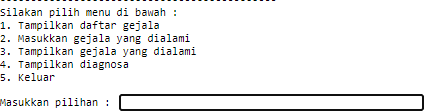 Silakan pilih menu di bawah :
1. Tampilkan daftar gejala
2. Masukkan gejala yang dialami
3. Tampilkan gejala yang dialami
4. Tampilkan diagnosa
5. Keluar
Masukkan pilihan :